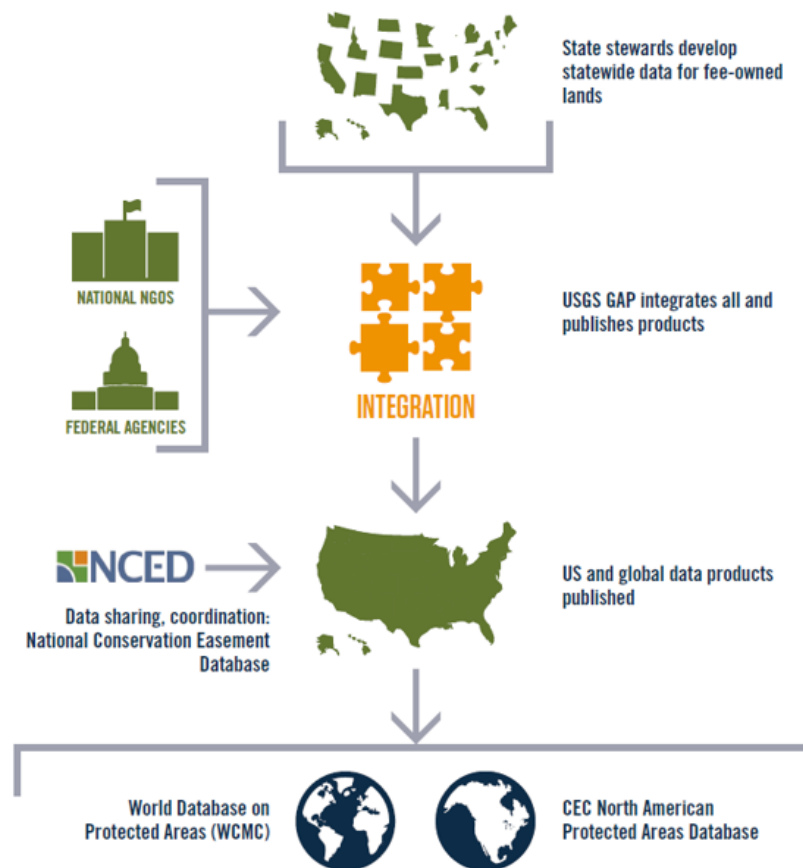 State stewards develop
statewide data for fee-owned
lands
NATIONAL NGOS
FEDERAL AGENCIES
USGS GAP integrates all and
publishes products
INTEGRATION
NCED
Data sharing, coordination:
National Conservation Easement
Database
US and global data products
published
World Database on
Protected Areas (WCMC)
CEC North American
Protected Areas Database